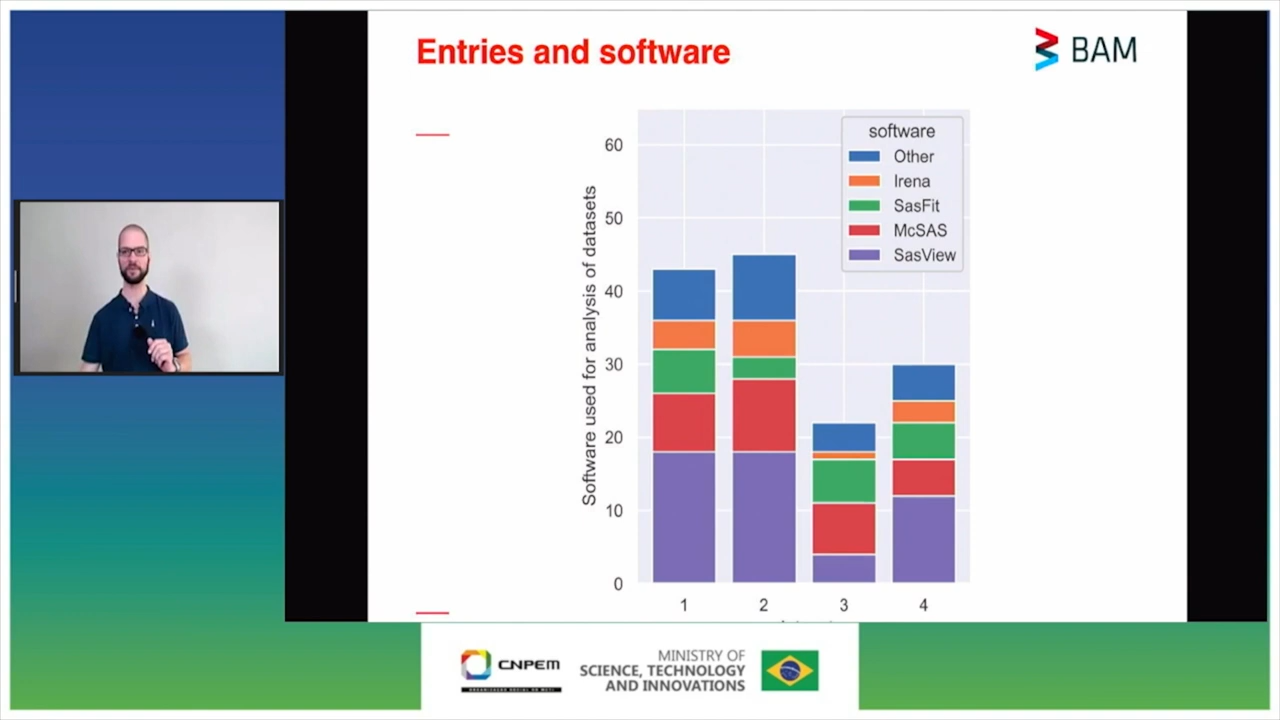 Entries and software
BAM
software
Other
Irena
SasFit
McSAS
SasView
Software used for analysis of datasets
60
50
40
30
20
10
0
1 2 3 4
CNPEM
MINISTRY OF
SCIENCE, TECHNOLOGY
AND INNOVATIONS